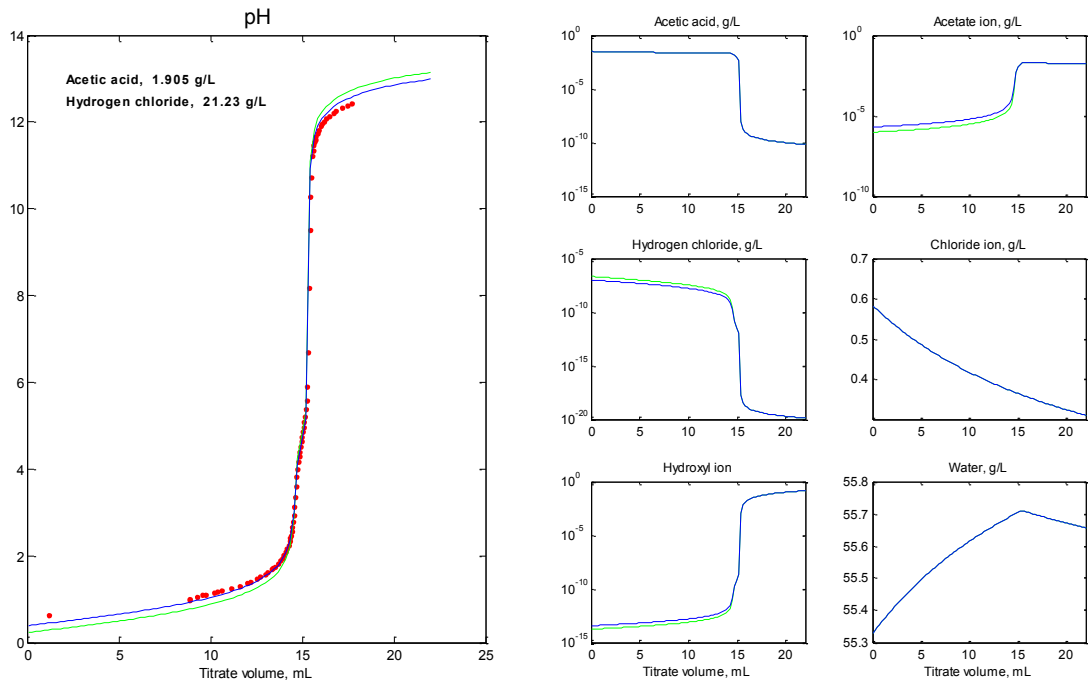 pH
14
12
10
8
6
4
2
0
Acetic acid, 1.905 g/L
Hydrogen chloride, 21.23 g/L
0 5 10 15 20 25
Titrate volume, mL
Acetic acid, g/L
10^0
10^-5
10^-10
10^-15
0 5 10 15 20
Acetate ion, g/L
10^0
10^-5
10^-10
0 5 10 15 20
Hydrogen chloride, g/L
10^-5
10^-10
10^-15
10^-20
0 5 10 15 20
Chloride ion, g/L
0.7
0.6
0.5
0.4
0 5 10 15 20
Hydroxyl ion
10^0
10^-5
10^-10
10^-15
0 5 10 15 20
Titrate volume, mL
Water, g/L
55.8
55.7
55.6
55.5
55.4
55.3
0 5 10 15 20
Titrate volume, mL